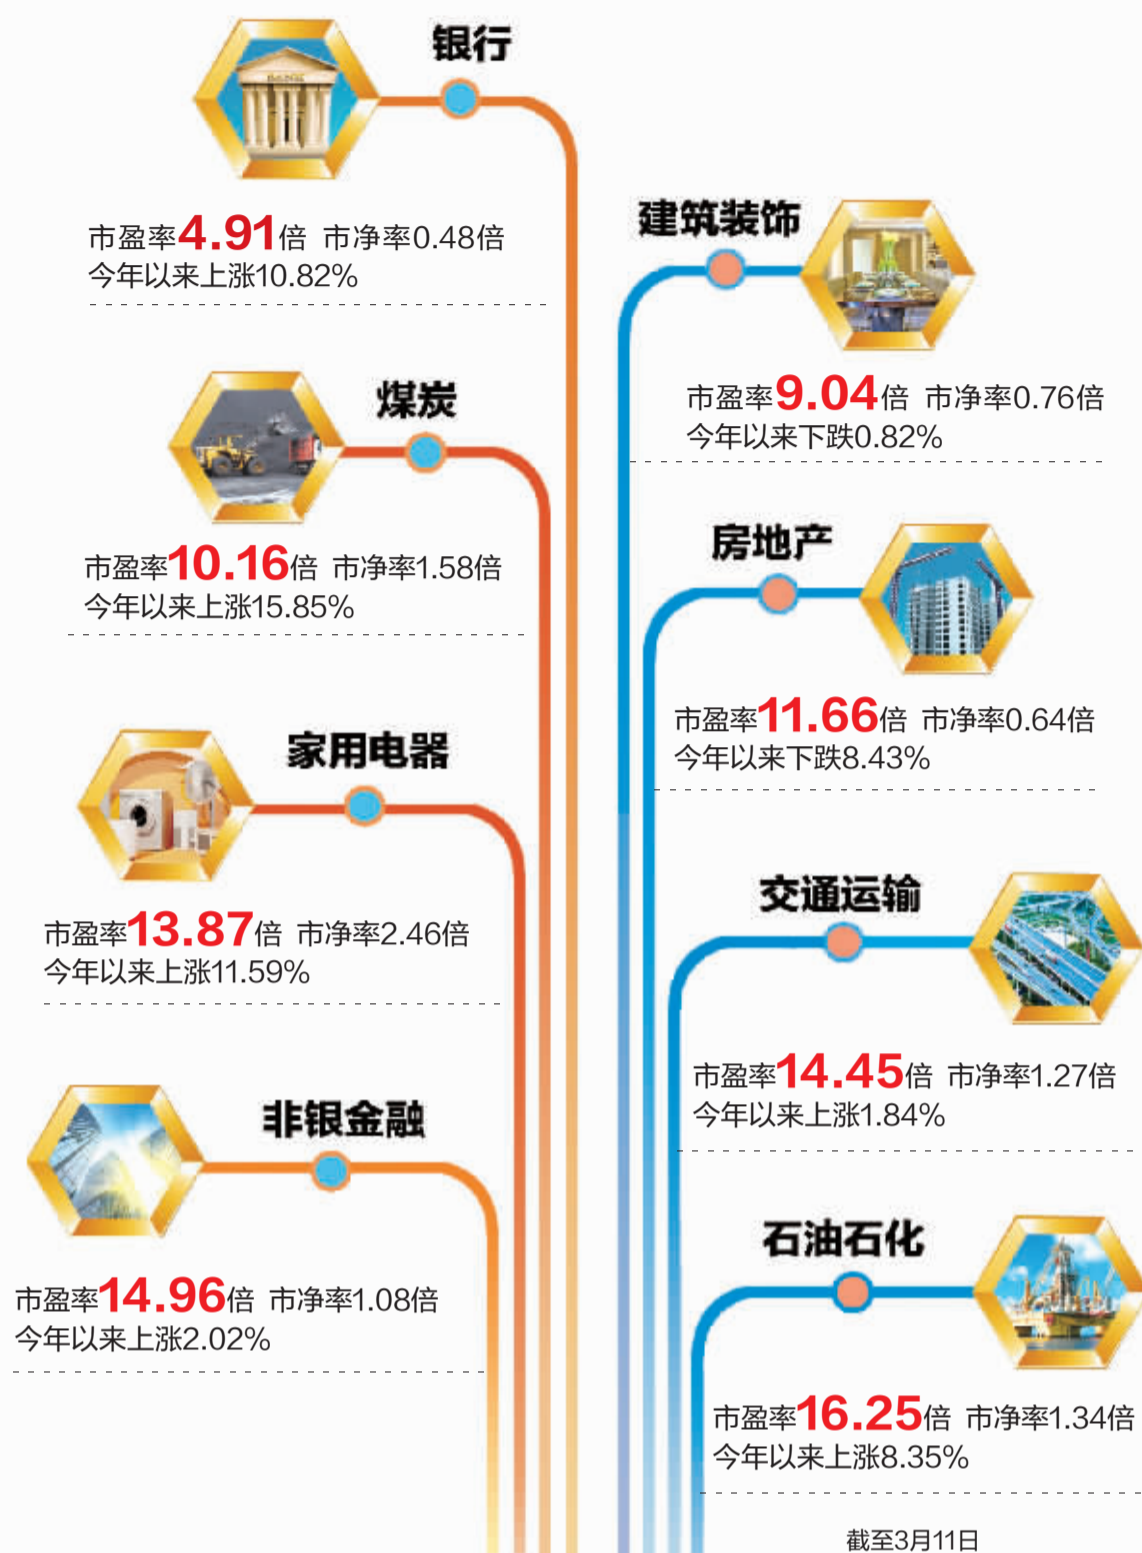 银行
市盈率4.91倍 市净率0.48倍
今年以来上涨10.82%
建筑装饰
市盈率9.04倍 市净率0.76倍
今年以来下跌0.82%
煤炭
市盈率10.16倍 市净率1.58倍
今年以来上涨15.85%
房地产
市盈率11.66倍 市净率0.64倍
今年以来下跌8.43%
家用电器
市盈率13.87倍 市净率2.46倍
今年以来上涨11.59%
交通运输
市盈率14.45倍 市净率1.27倍
今年以来上涨1.84%
非银金融
市盈率14.96倍 市净率1.08倍
今年以来上涨2.02%
石油石化
市盈率16.25倍 市净率1.34倍
今年以来上涨8.35%
截至3月11日